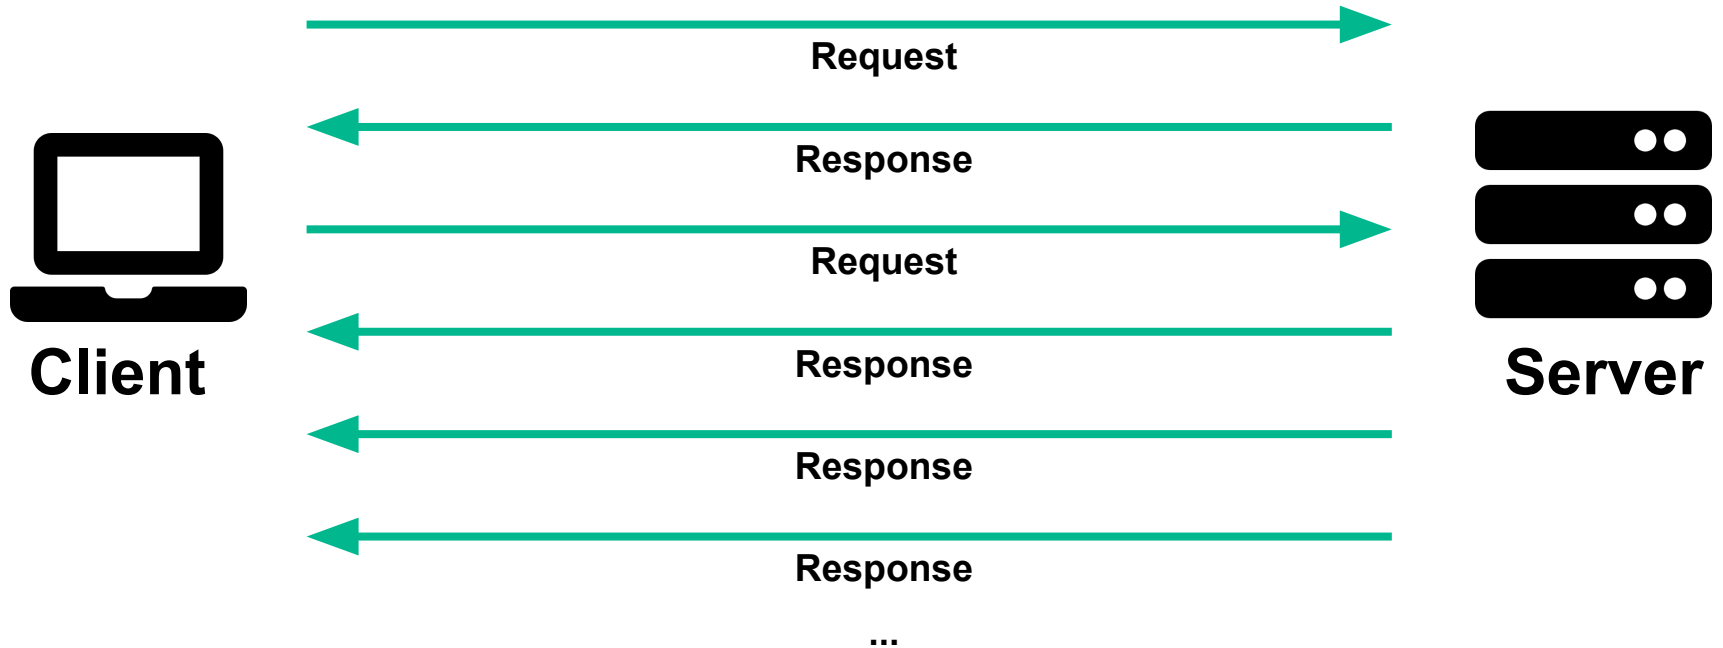 Request
Response
Request
Response
Client
Server
Response
Response
...